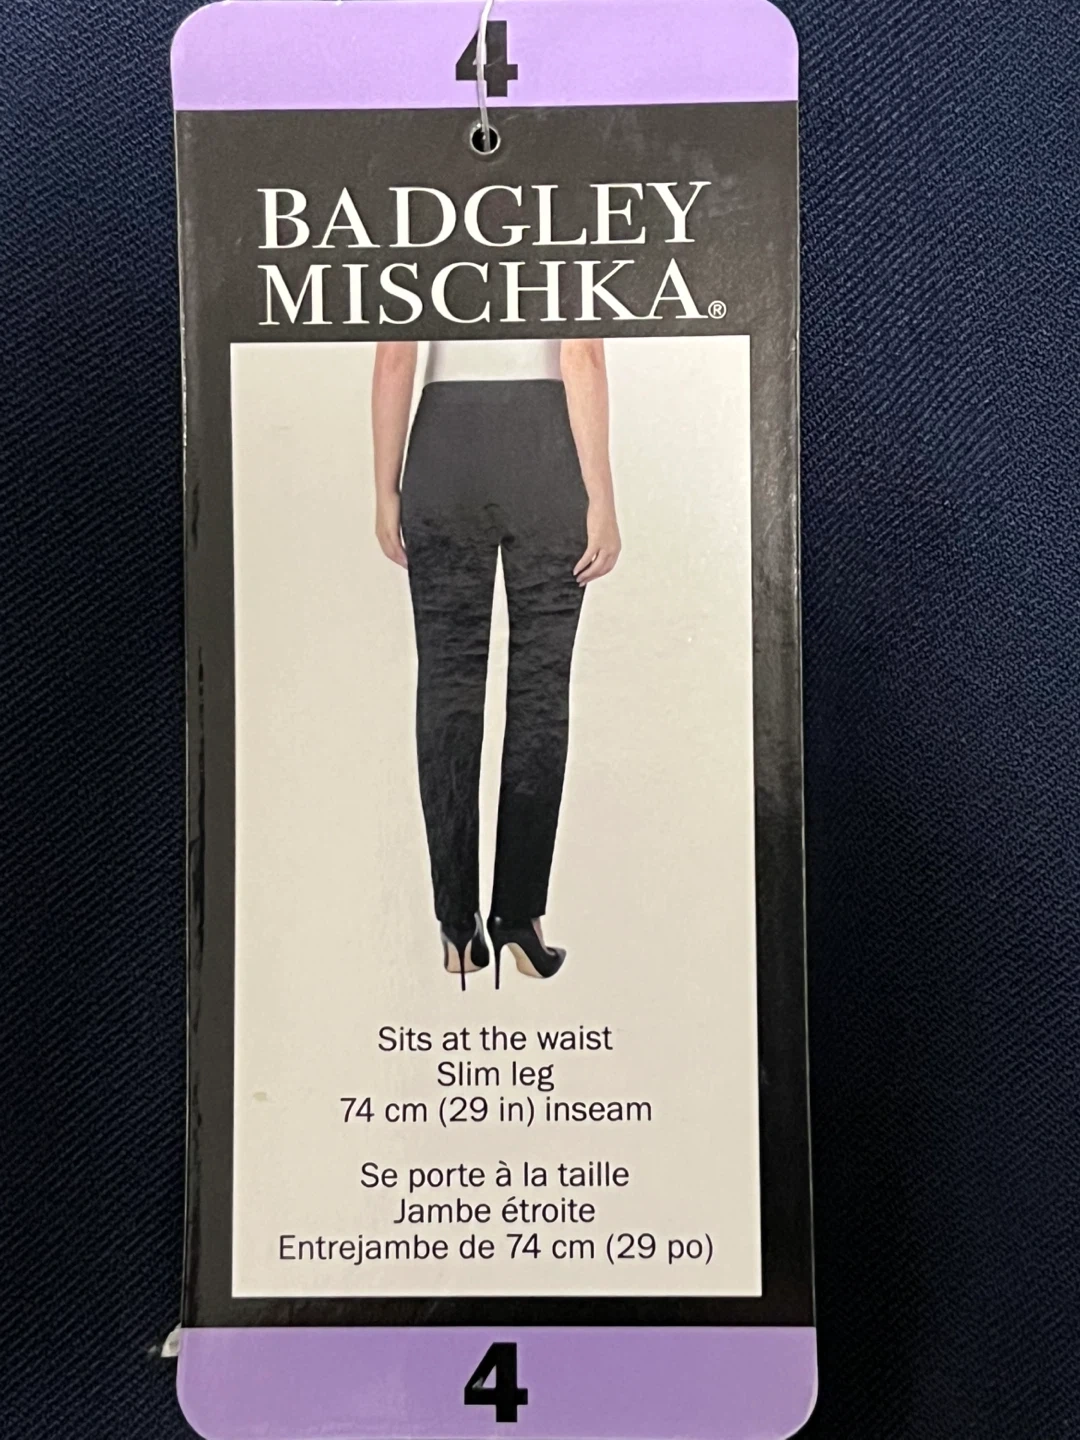 4
BADGLEY
MISCHKA®
Sits at the waist
Slim leg
74 cm (29 in) inseam
Se porte à la taille
Jambe étroite
Entrejambe de 74 cm (29 po)
4